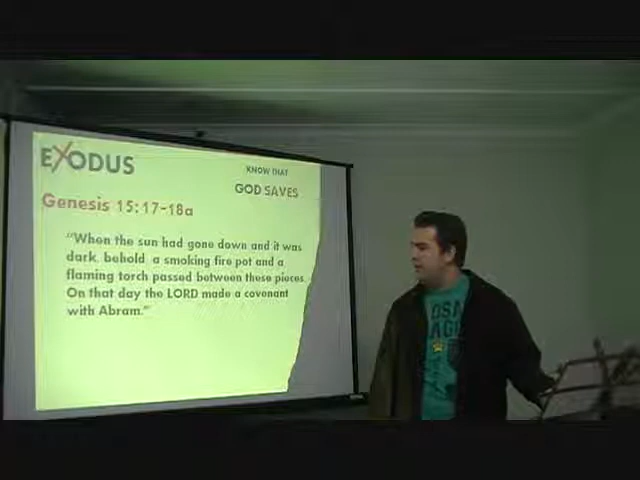 EXODUS
KNOW THAT
GOD SAVES
Genesis 15:17-18a
"When the sun had gone down and it was
dark, behold, a smoking fire pot and a
flaming torch passed between these pieces.
On that day the LORD made a covenant
with Abram."